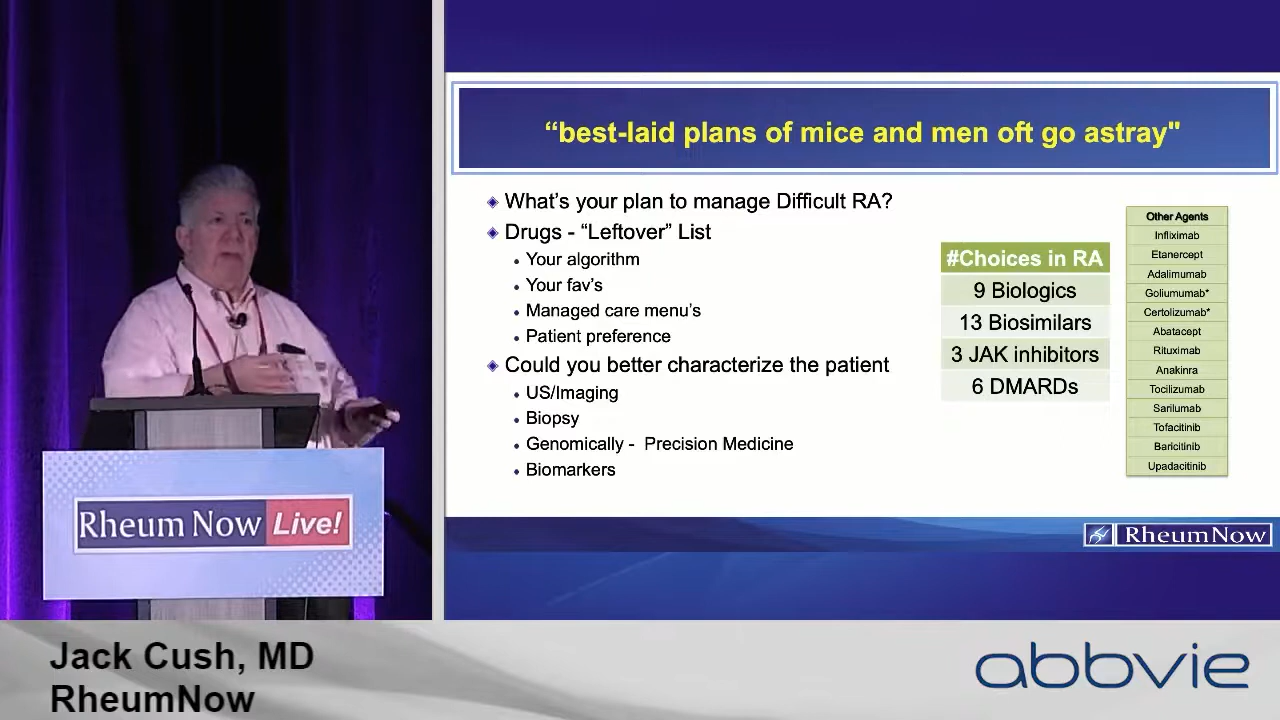 “best-laid plans of mice and men oft go astray"
What’s your plan to manage Difficult RA?
Drugs - “Leftover” List
Your algorithm
Your fav’s
Managed care menu’s
Patient preference
Could you better characterize the patient
US/Imaging
Biopsy
Genomically - Precision Medicine
Biomarkers
#Choices in RA
9 Biologics
13 Biosimilars
3 JAK inhibitors
6 DMARDs
Other Agents
Infliximab
Etanercept
Adalimumab
Goliumumab*
Certolizumab*
Abatacept
Rituximab
Anakinra
Tocilizumab
Sarilumab
Tofacitinib
Baricitinib
Upadacitinib
RheumNow
Rheum Now Live!
Jack Cush, MD
RheumNow
abbvie